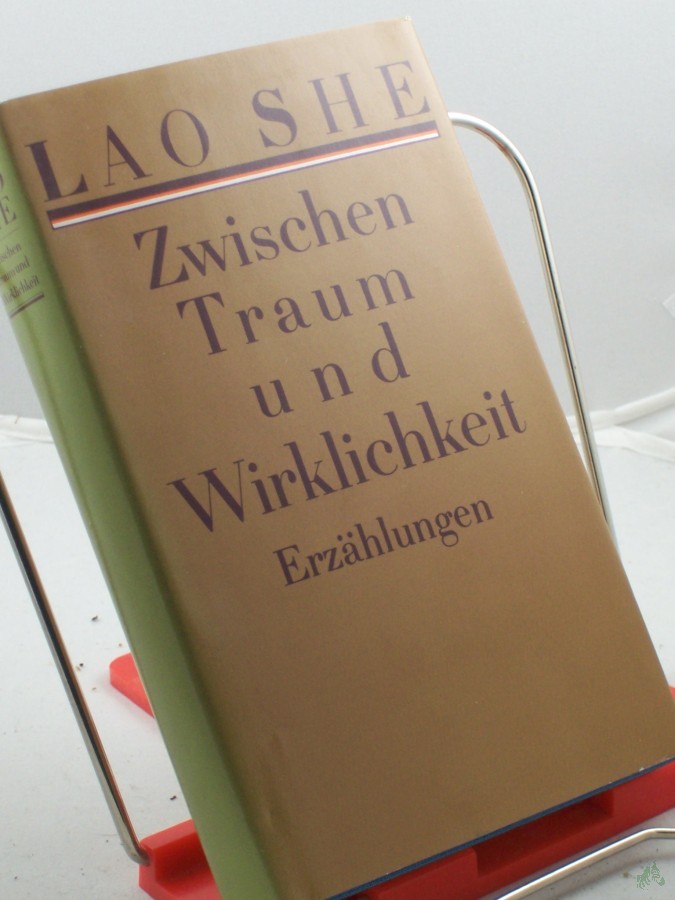 LAO SHE
Zwischen
Traum
und
Wirklichkeit
Erzählungen